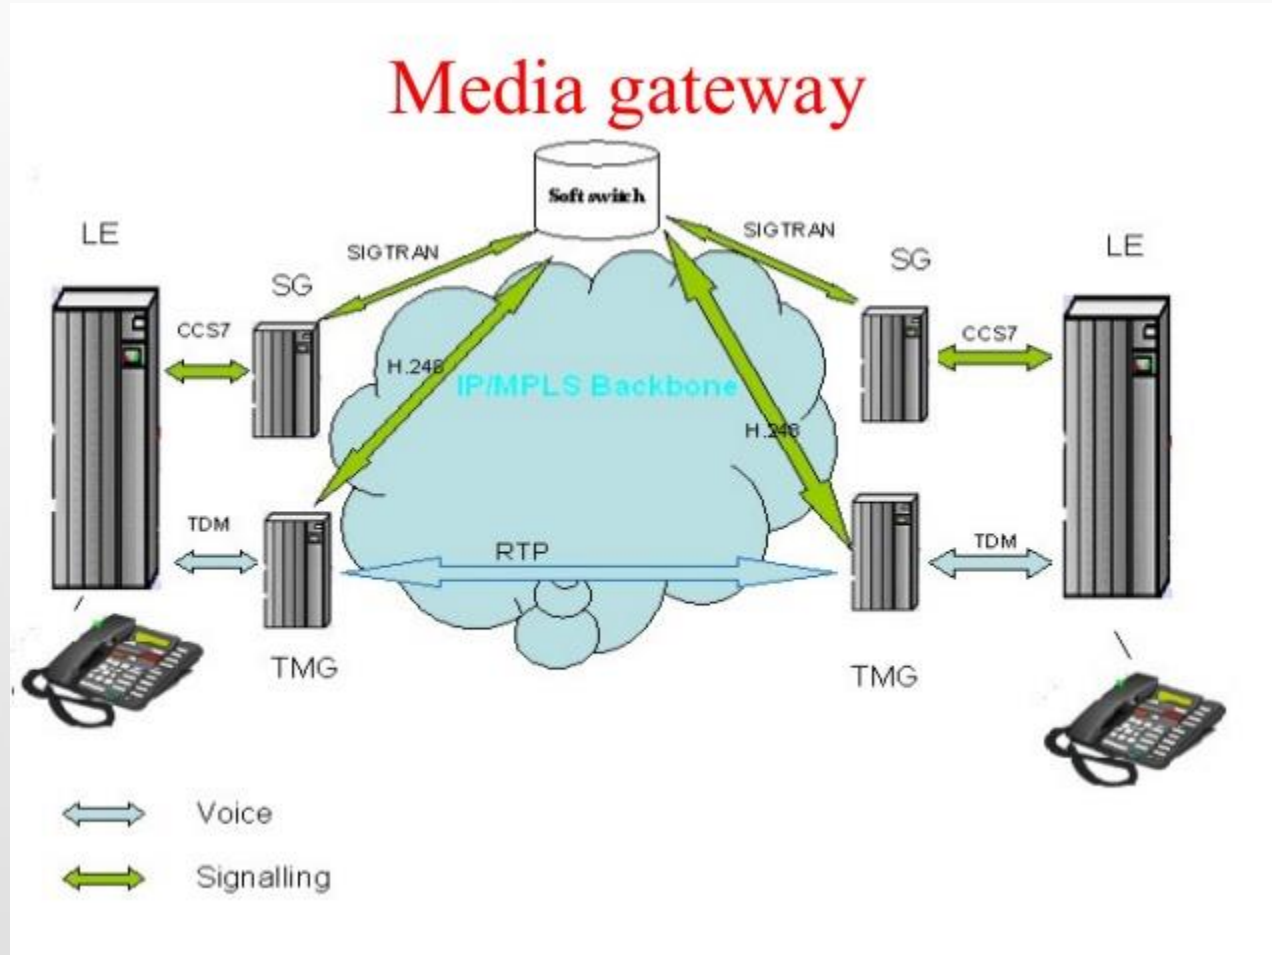 Media gateway
Soft switch
LE
SIGTRAN
SIGTRAN
SG
LE
SG
CCS7
CCS7
H.248
IP/MPLS Backbone
H.248
TDM
RTP
TDM
TMG
TMG
Voice
Signalling